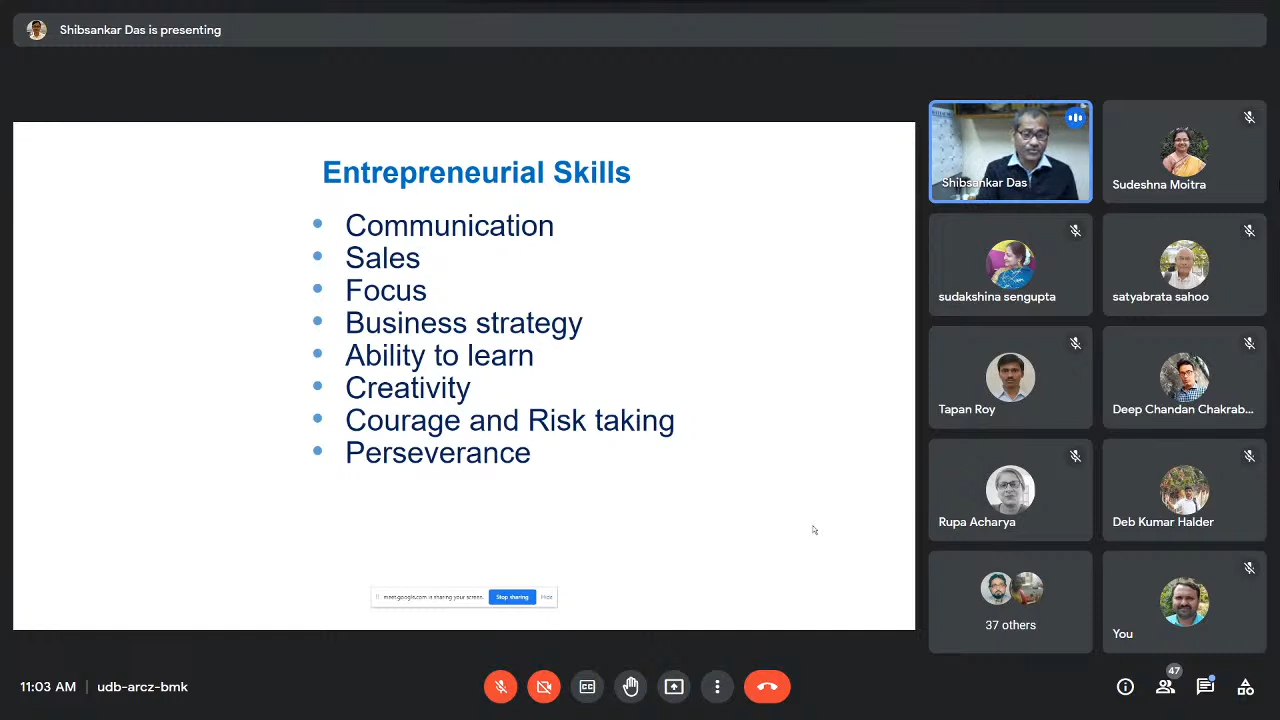 Shibsankar Das is presenting
Entrepreneurial Skills
• Communication
• Sales
• Focus
• Business strategy
• Ability to learn
• Creativity
• Courage and Risk taking
• Perseverance
meet.google.com is sharing your screen.
Stop sharing
Hide
Shibsankar Das
Sudeshna Moitra
sudakshina sengupta
satyabrata sahoo
Tapan Roy
Deep Chandan Chakrab...
Rupa Acharya
Deb Kumar Halder
37 others
You
11:03 AM | udb-arcz-bmk
CC
47